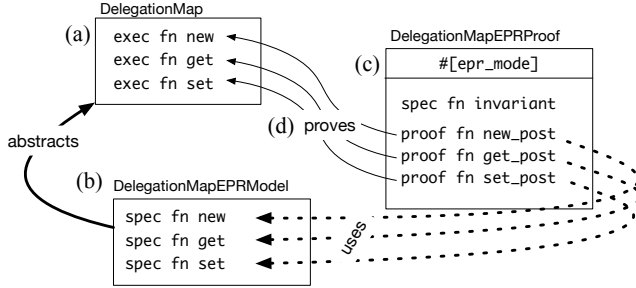 DelegationMap
(a)
exec fn new
exec fn get
exec fn set
DelegationMapEPRProof
(c)
#[epr_mode]
spec fn invariant
proof fn new_post
proof fn get_post
proof fn set_post
(d) proves
abstracts
(b)
DelegationMapEPRModel
spec fn new
spec fn get
spec fn set
uses